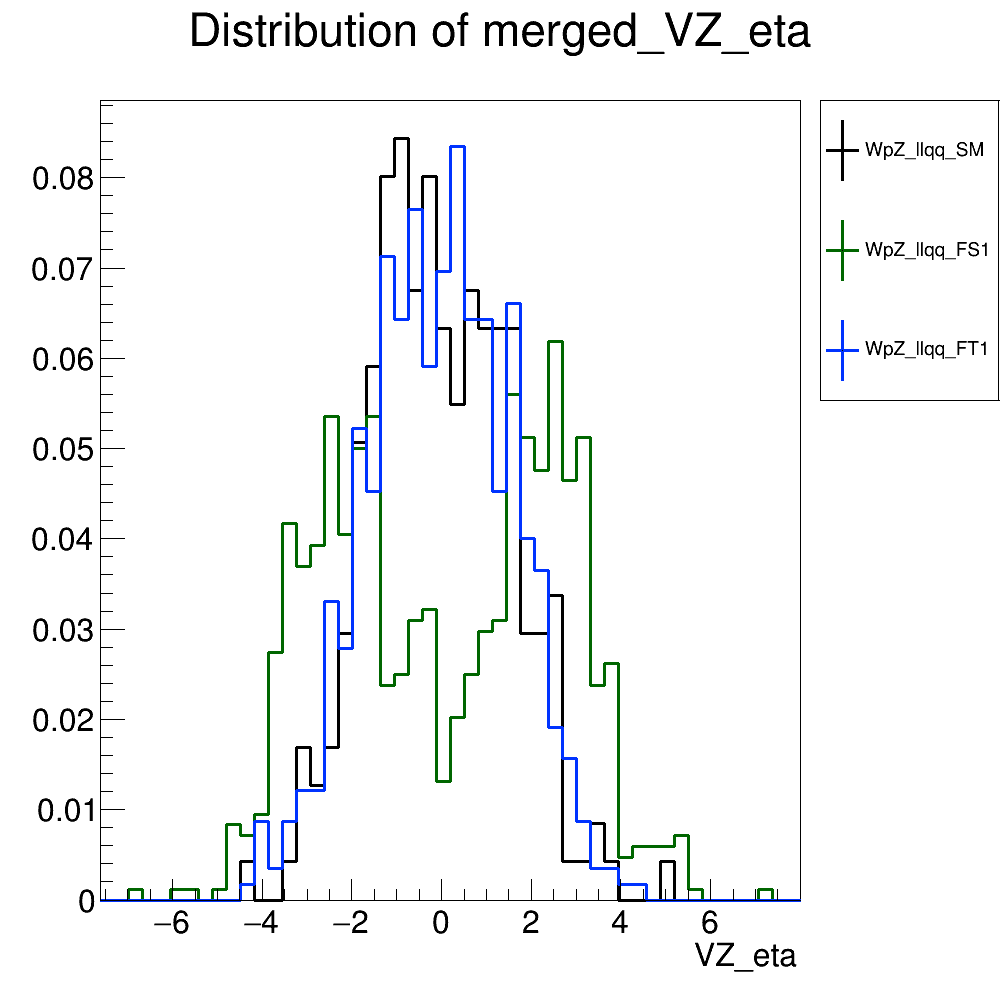 Distribution of merged_VZ_eta
WpZ_llqq_SM
WpZ_llqq_FS1
WpZ_llqq_FT1
0.08
0.07
0.06
0.05
0.04
0.03
0.02
0.01
0
−6 −4 −2 0 2 4 6
VZ_eta